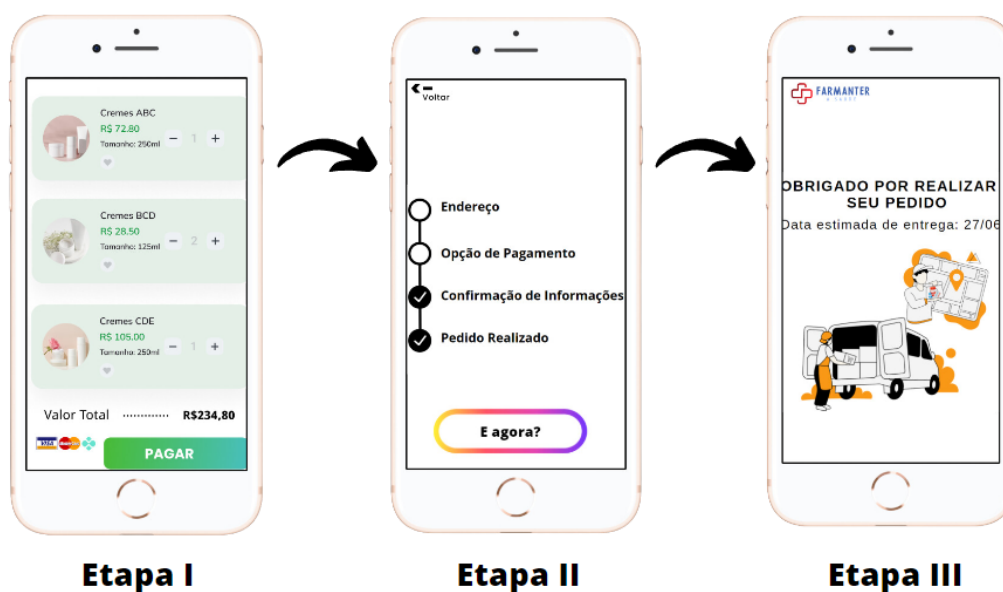 Cremes ABC
R$ 72.80
Tamanho: 250ml
− 1 +
Cremes BCD
R$ 28.50
Tamanho: 125ml
− 2 +
Cremes CDE
R$ 105.00
Tamanho: 250ml
− 1 +
Valor Total ............. R$234,80
VISA
PAGAR
Etapa I
Voltar
Endereço
Opção de Pagamento
Confirmação de Informações
Pedido Realizado
E agora?
Etapa II
FARMANTER
& SAÚDE
OBRIGADO POR REALIZAR
SEU PEDIDO
Data estimada de entrega: 27/06
Etapa III